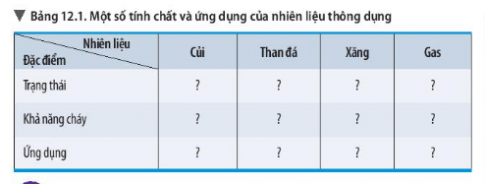 ▼ Bảng 12.1. Một số tính chất và ứng dụng của nhiên liệu thông dụng
Nhiên liệu
Đặc điểm
Củi Than đá Xăng Gas
Trạng thái ? ? ? ?
Khả năng cháy ? ? ? ?
Ứng dụng ? ? ? ?